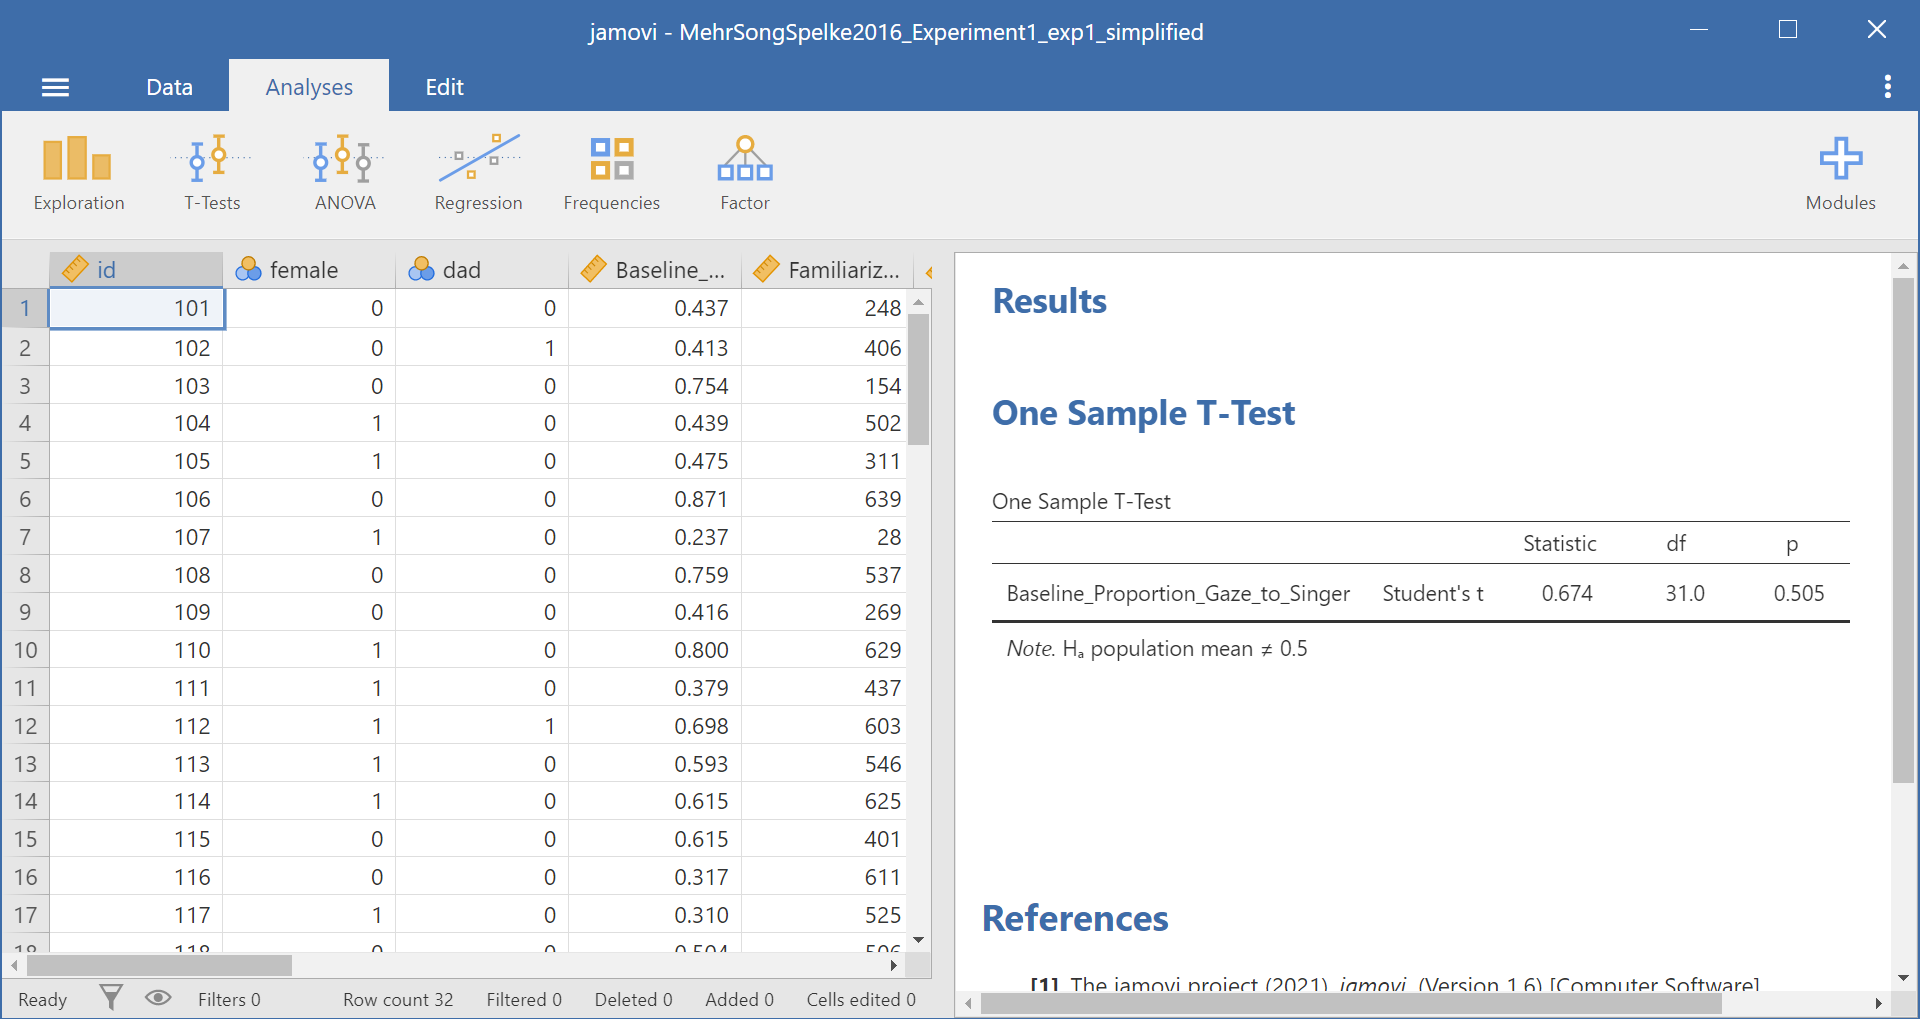 jamovi - MehrSongSpelke2016_Experiment1_exp1_simplified
Data Analyses Edit
Exploration T-Tests ANOVA Regression Frequencies Factor Modules
id female dad Baseline_... Familiariz...
1 101 0 0 0.437 248
2 102 0 1 0.413 406
3 103 0 0 0.754 154
4 104 1 0 0.439 502
5 105 1 0 0.475 311
6 106 0 0 0.871 639
7 107 1 0 0.237 28
8 108 0 0 0.759 537
9 109 0 0 0.416 269
10 110 1 0 0.800 629
11 111 1 0 0.379 437
12 112 1 1 0.698 603
13 113 1 0 0.593 546
14 114 1 0 0.615 625
15 115 0 0 0.615 401
16 116 0 0 0.317 611
17 117 1 0 0.310 525
18 118 0 0 0.504 506
Ready Filters 0 Row count 32 Filtered 0 Deleted 0 Added 0 Cells edited 0
Results
One Sample T-Test
One Sample T-Test
Statistic df p
Baseline_Proportion_Gaze_to_Singer Student's t 0.674 31.0 0.505
Note. Hₐ population mean ≠ 0.5
References
[1] The jamovi project (2021). jamovi. (Version 1.6) [Computer Software]